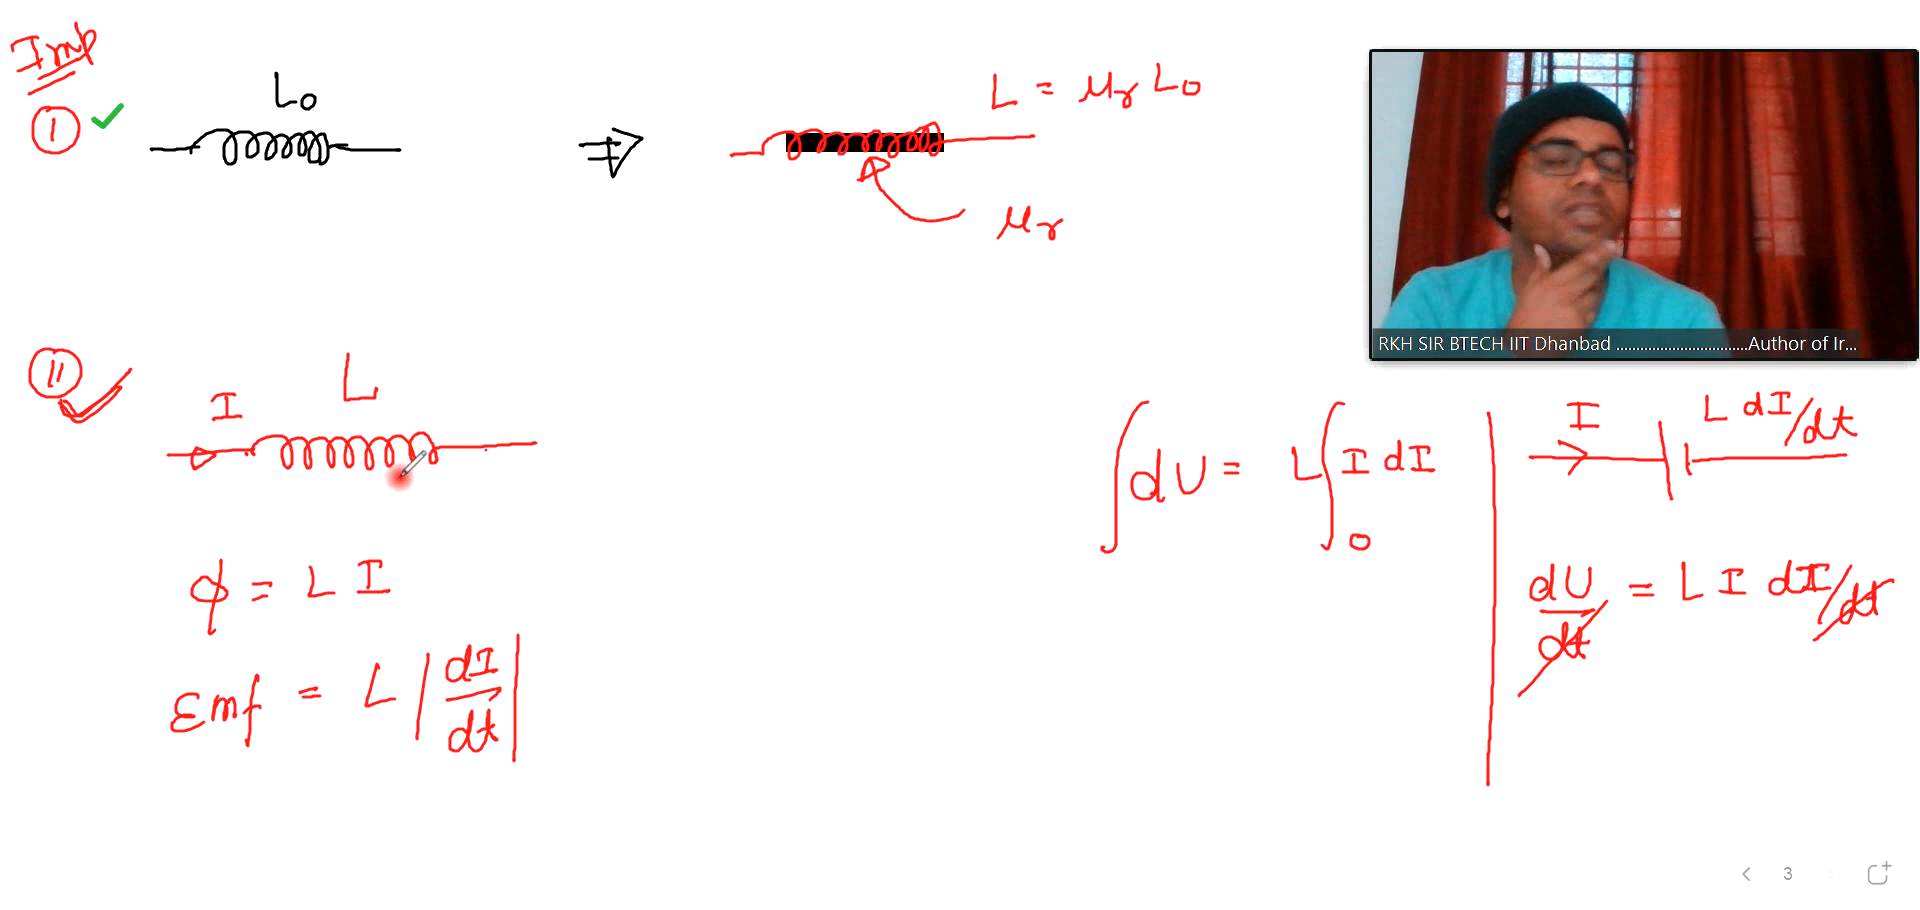 Imp
I
L₀
L = μr L₀
μr
RKH SIR BTECH IIT Dhanbad ..................................Author of Ir...
II
I
L
ϕ = L I
Emf = L |dI/dt|
∫dU = L∫₀ I dI
I
L dI/dt
dU/dt = L I dI/dt
3